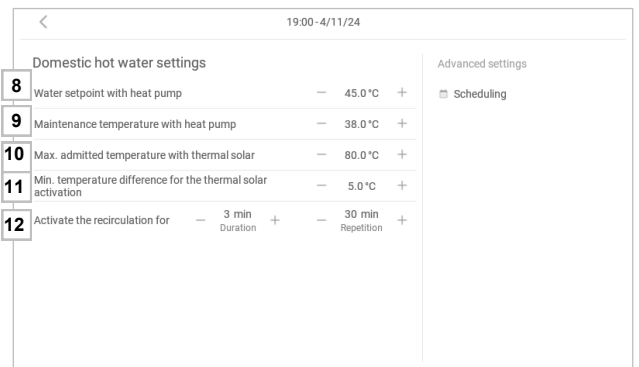 19:00-4/11/24
Domestic hot water settings
Advanced settings
8
Water setpoint with heat pump
45.0 °C
Scheduling
9
Maintenance temperature with heat pump
38.0 °C
10
Max. admitted temperature with thermal solar
80.0 °C
11
Min. temperature difference for the thermal solar
activation
5.0 °C
12
Activate the recirculation for
3 min
Duration
30 min
Repetition